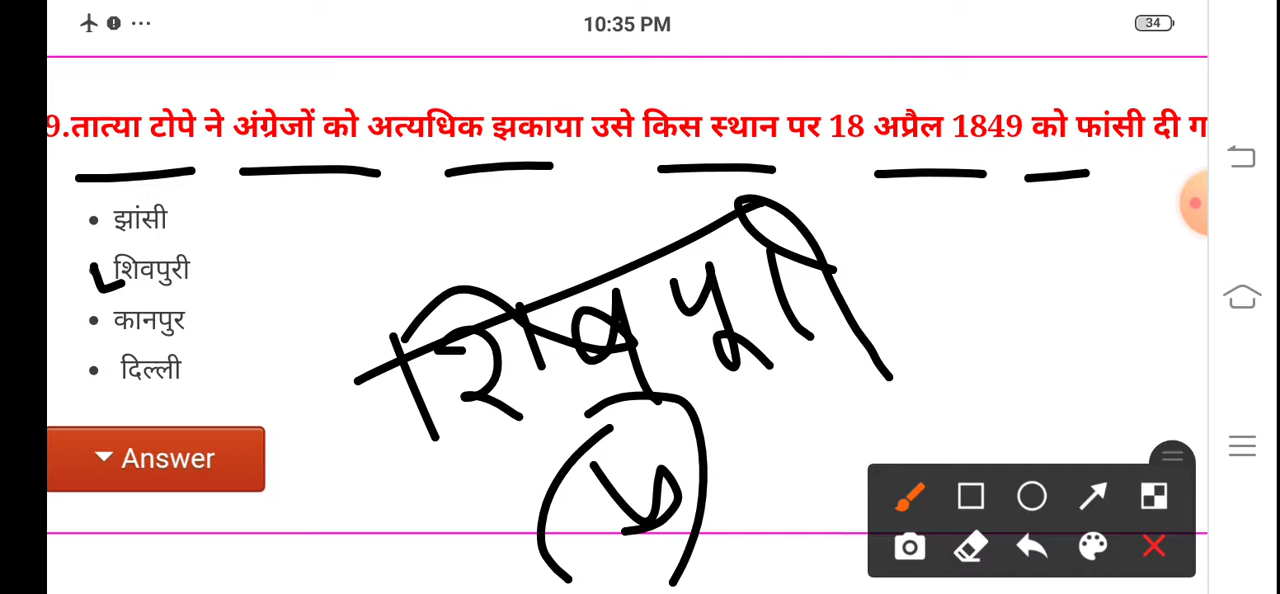 10:35 PM
34
9.तात्या टोपे ने अंग्रेजों को अत्यधिक झकाया उसे किस स्थान पर 18 अप्रैल 1849 को फांसी दी ग
झांसी
शिवपुरी
कानपुर
दिल्ली
शिवपूरी
Answer